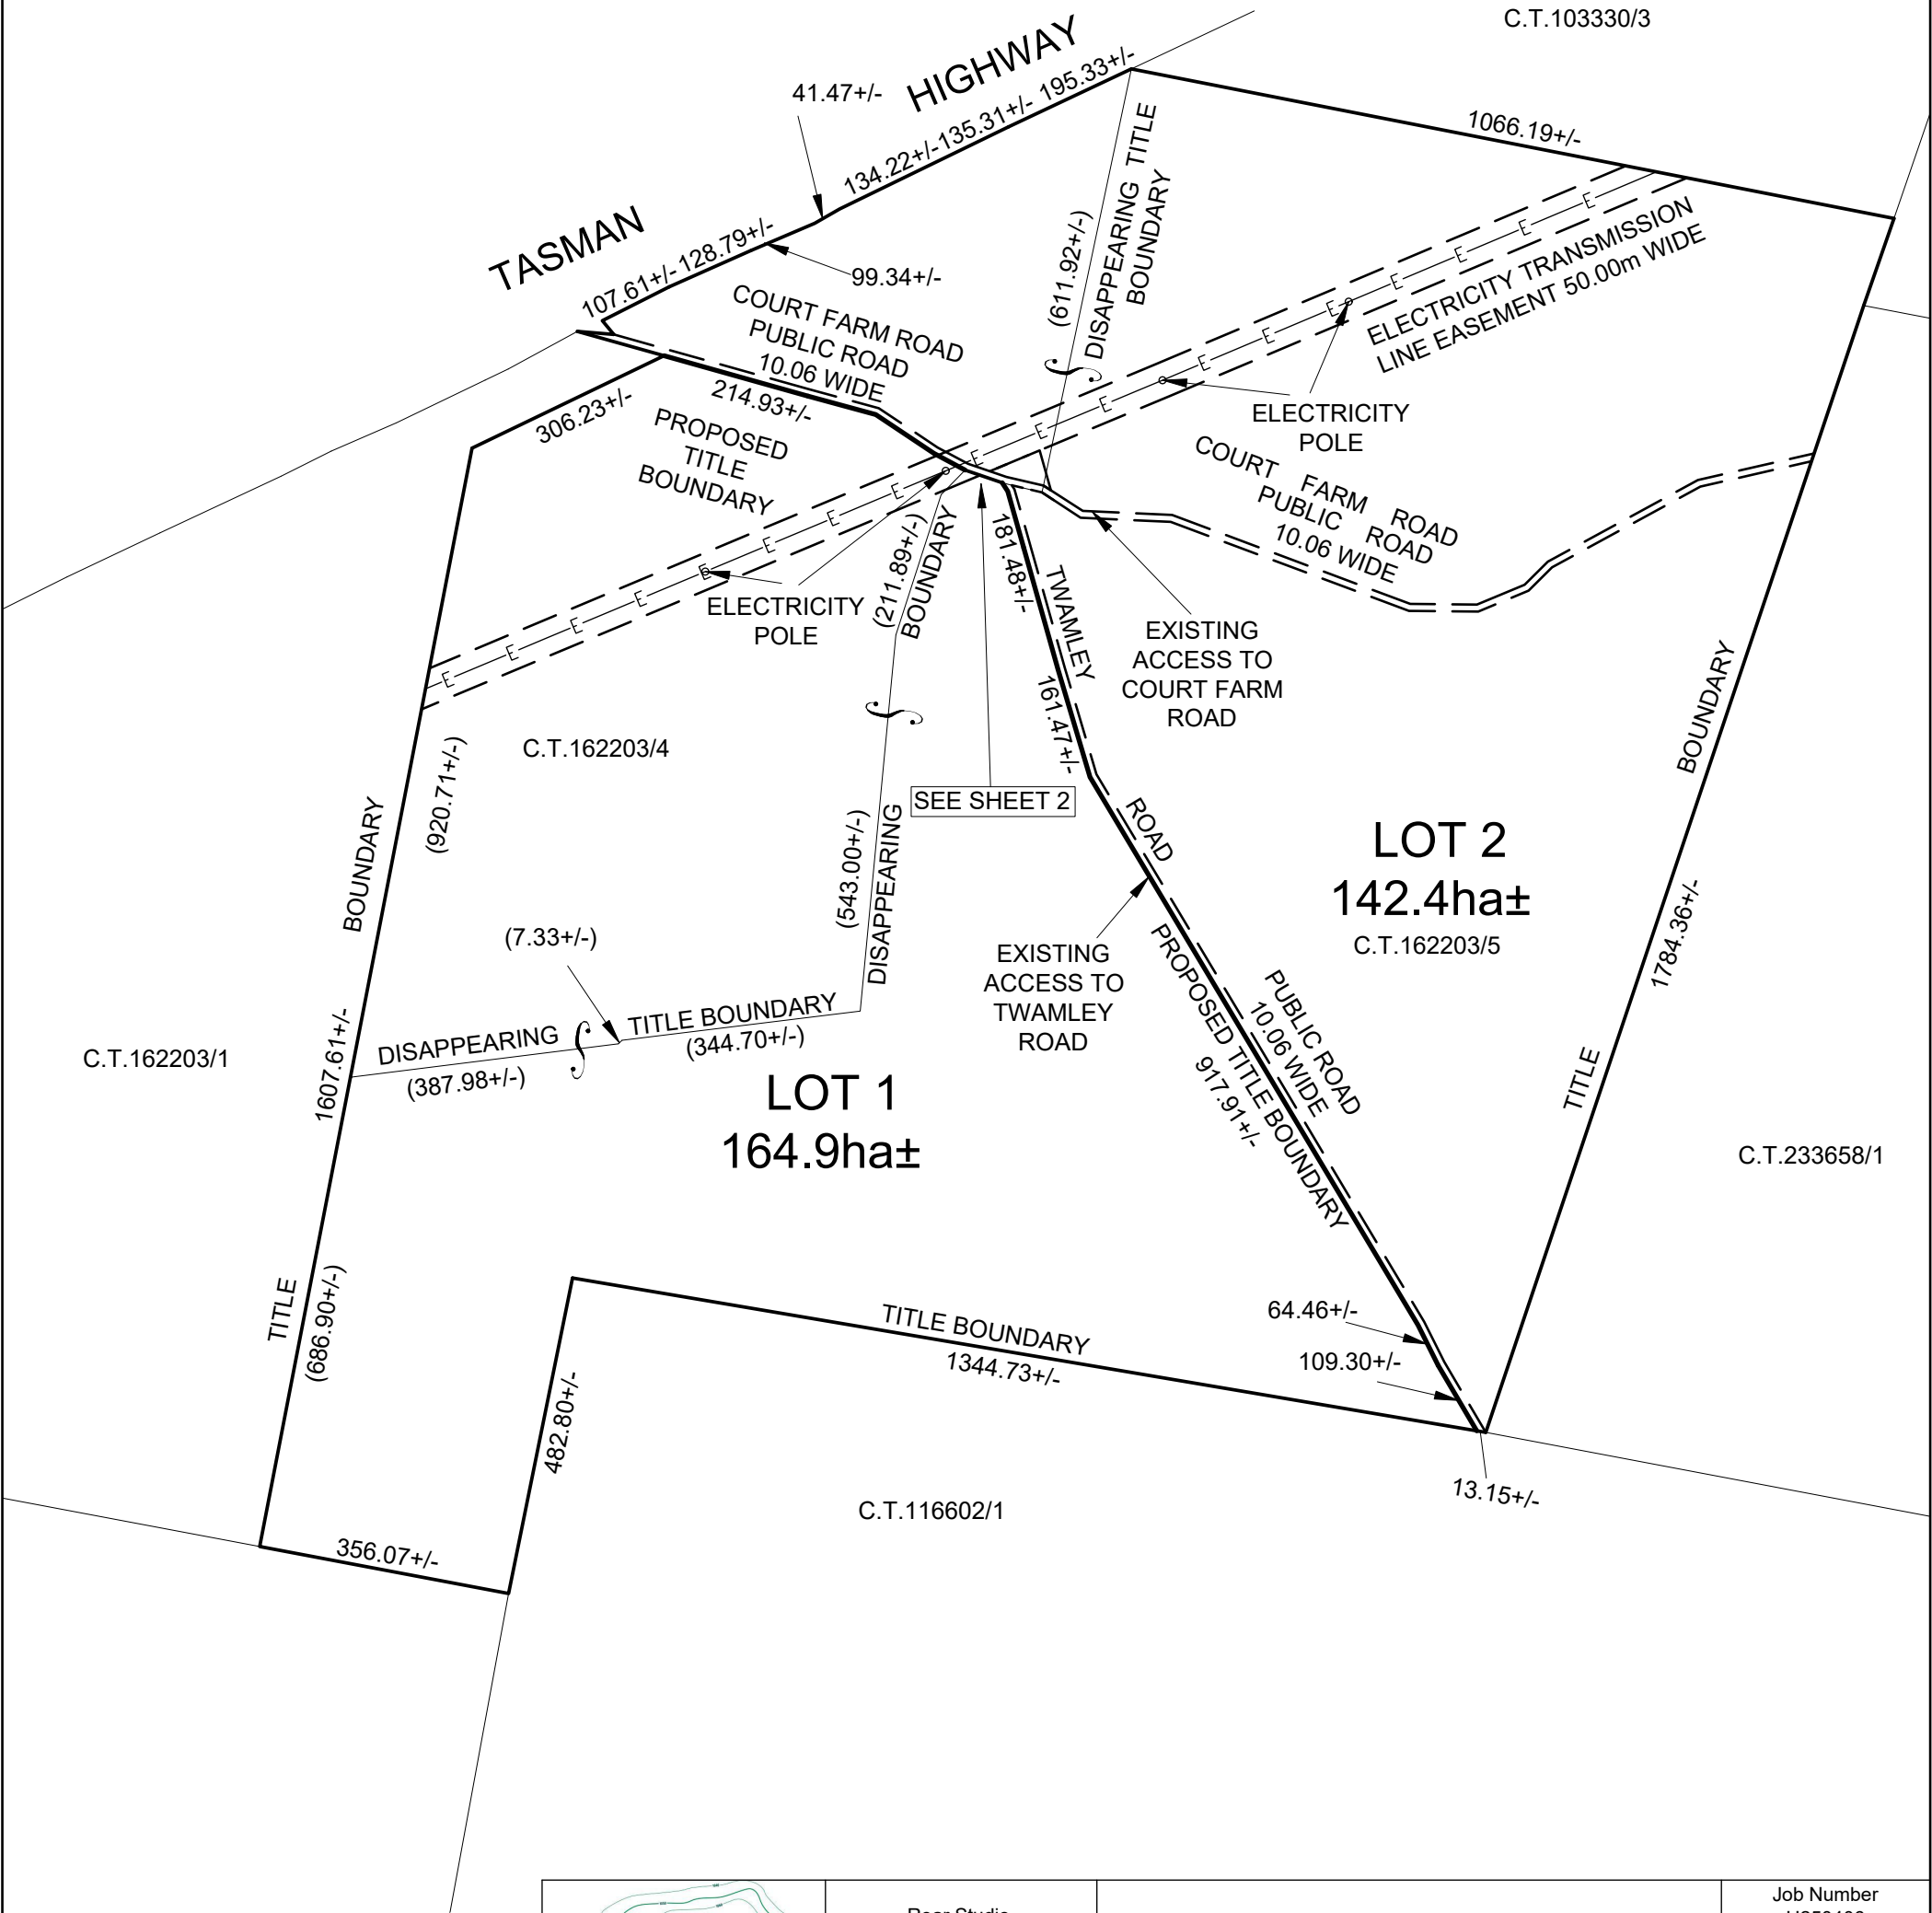 C.T.103330/3
HIGHWAY
TASMAN
41.47+/-
195.33+/-
135.31+/-
134.22+/-
128.79+/-
107.61+/-
99.34+/-
1066.19+/-
COURT FARM ROAD
PUBLIC ROAD
10.06 WIDE
(611.92+/-)
DISAPPEARING TITLE
BOUNDARY
ELECTRICITY TRANSMISSION
LINE EASEMENT 50.00m WIDE
306.23+/-
214.93+/-
PROPOSED
TITLE
BOUNDARY
ELECTRICITY
POLE
COURT FARM ROAD
PUBLIC ROAD
10.06 WIDE
E E E E E E E E E E E E E E E E E E E
ELECTRICITY
POLE
(211.89+/-)
BOUNDARY
181.48+/-
TWAMLEY
EXISTING
ACCESS TO
COURT FARM
ROAD
161.47+/-
C.T.162203/4
(920.71+/-)
BOUNDARY
SEE SHEET 2
(543.00+/-)
DISAPPEARING
ROAD
LOT 2
142.4ha±
C.T.162203/5
BOUNDARY
1784.36+/-
TITLE
(7.33+/-)
EXISTING
ACCESS TO
TWAMLEY
ROAD
PROPOSED TITLE BOUNDARY
917.91+/-
PUBLIC ROAD
10.06 WIDE
DISAPPEARING
TITLE BOUNDARY
(344.70+/-)
(387.98+/-)
C.T.162203/1
1607.61+/-
LOT 1
164.9ha±
C.T.233658/1
TITLE
(686.90+/-)
TITLE BOUNDARY
1344.73+/-
64.46+/-
109.30+/-
482.80+/-
13.15+/-
C.T.116602/1
356.07+/-
Job Number